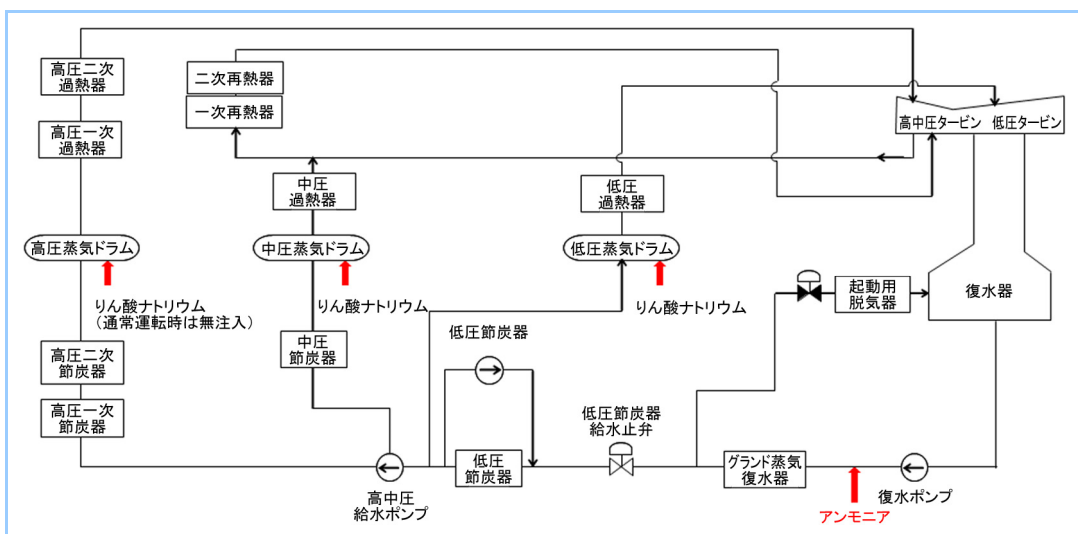 高圧二次
過熱器
高圧一次
過熱器
高圧蒸気ドラム
りん酸ナトリウム
(通常運転時は無注入)
高圧二次
節炭器
高圧一次
節炭器
二次再熱器
一次再熱器
中圧
過熱器
中圧蒸気ドラム
りん酸ナトリウム
中圧
節炭器
高中圧
給水ポンプ
低圧
過熱器
低圧蒸気ドラム
りん酸ナトリウム
低圧節炭器
低圧
節炭器
低圧節炭器
給水止弁
高中圧タービン 低圧タービン
起動用
脱気器
復水器
グランド蒸気
復水器
アンモニア
復水ポンプ